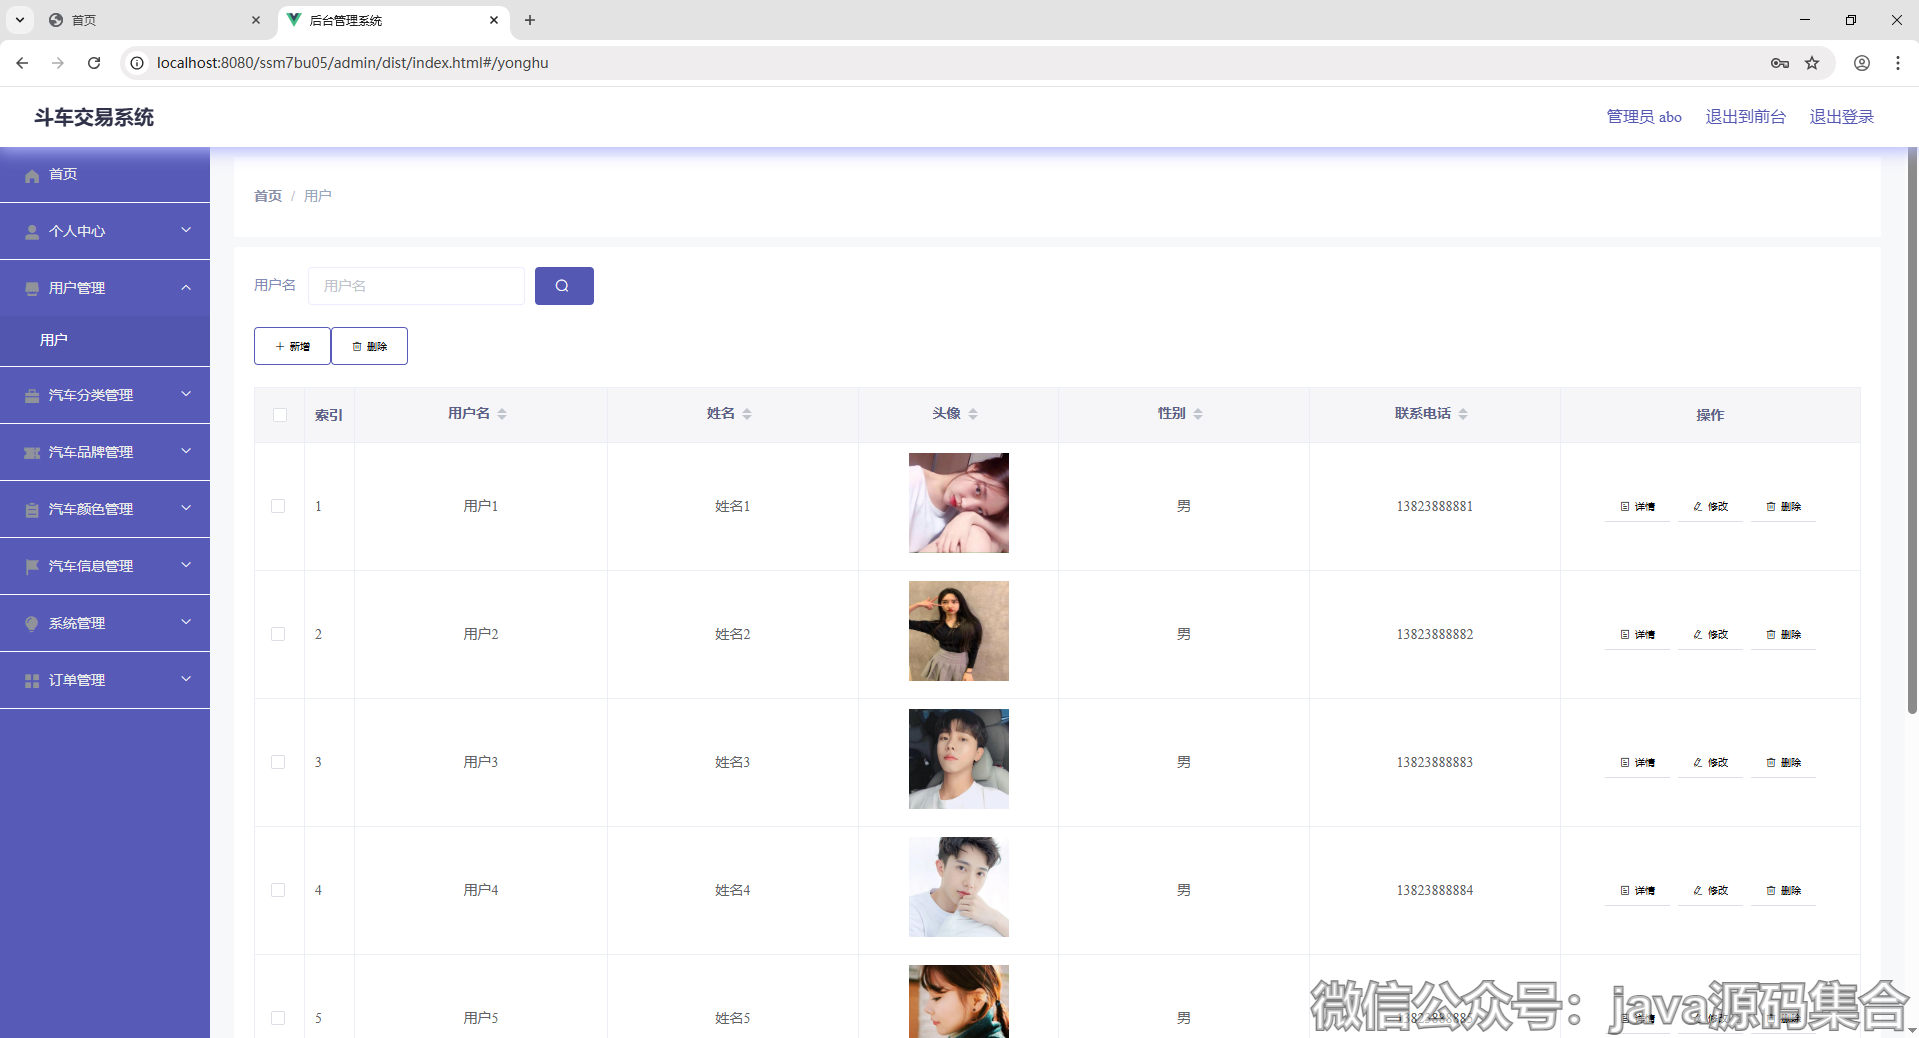 首页
后台管理系统
localhost:8080/ssm7bu05/admin/dist/index.html#/yonghu
斗车交易系统
管理员 abo 退出到前台 退出登录
首页
个人中心
用户管理
用户
汽车分类管理
汽车品牌管理
汽车颜色管理
汽车信息管理
系统管理
订单管理
首页 / 用户
用户名 用户名
新增 删除
索引 用户名 姓名 头像 性别 联系电话 操作
1 用户1 姓名1 男 13823888881 详情 修改 删除
2 用户2 姓名2 男 13823888882 详情 修改 删除
3 用户3 姓名3 男 13823888883 详情 修改 删除
4 用户4 姓名4 男 13823888884 详情 修改 删除
5 用户5 姓名5 男 13823888885 详情 修改 删除
微信公众号：java源码集合